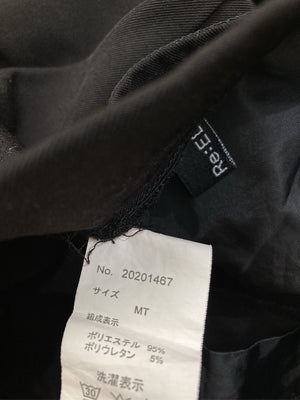 Re:EL
No. 20201467
サイズ
MT
組成表示
ポリエステル 95%
ポリウレタン 5%
洗濯表示
30